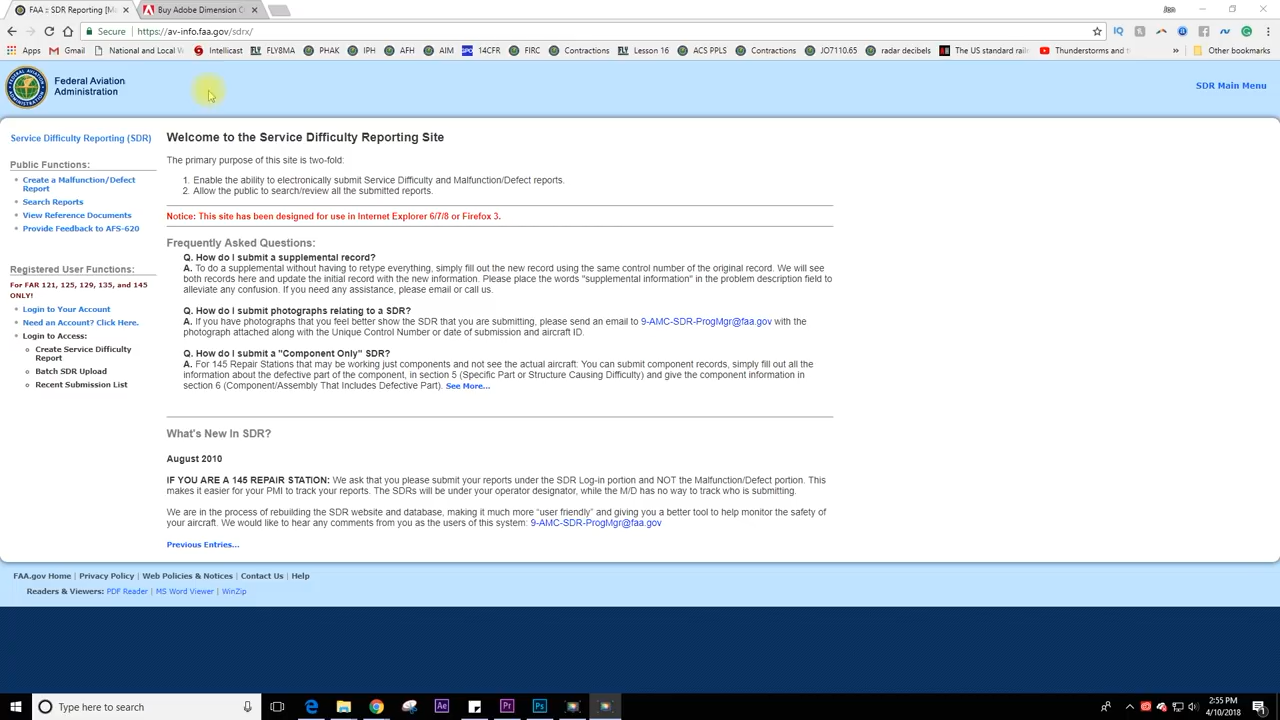 FAA :: SDR Reporting [M
Buy Adobe Dimension C
Jon
Secure
https://av-info.faa.gov/sdrx/
Apps
Gmail
National and Local W
Intellicast
FLY8MA
PHAK
IPH
AFH
AIM
14CFR
FIRC
Contractions
Lesson 16
ACS PPLS
Contractions
JO7110.65
radar decibels
The US standard rail
Thunderstorms and t
»
Other bookmarks
Federal Aviation
Administration
SDR Main Menu
Service Difficulty Reporting (SDR)
Public Functions:
Create a Malfunction/Defect
Report
Search Reports
View Reference Documents
Provide Feedback to AFS-620
Registered User Functions:
For FAR 121, 125, 129, 135, and 145
ONLY!
Login to Your Account
Need an Account? Click Here.
Login to Access:
Create Service Difficulty
Report
Batch SDR Upload
Recent Submission List
Welcome to the Service Difficulty Reporting Site
The primary purpose of this site is two-fold:
1. Enable the ability to electronically submit Service Difficulty and Malfunction/Defect reports.
2. Allow the public to search/review all the submitted reports.
Notice: This site has been designed for use in Internet Explorer 6/7/8 or Firefox 3.
Frequently Asked Questions:
Q. How do I submit a supplemental record?
A. To do a supplemental without having to retype everything, simply fill out the new record using the same control number of the original record. We will see
both records here and update the initial record with the new information. Please place the words "supplemental information" in the problem description field to
alleviate any confusion. If you need any assistance, please email or call us.
Q. How do I submit photographs relating to a SDR?
A. If you have photographs that you feel better show the SDR that you are submitting, please send an email to 9-AMC-SDR-ProgMgr@faa.gov with the
photograph attached along with the Unique Control Number or date of submission and aircraft ID.
Q. How do I submit a "Component Only" SDR?
A. For 145 Repair Stations that may be working just components and not see the actual aircraft: You can submit component records, simply fill out all the
information about the defective part of the component, in section 5 (Specific Part or Structure Causing Difficulty) and give the component information in
section 6 (Component/Assembly That Includes Defective Part). See More...
What's New In SDR?
August 2010
IF YOU ARE A 145 REPAIR STATION: We ask that you please submit your reports under the SDR Log-in portion and NOT the Malfunction/Defect portion. This
makes it easier for your PMI to track your reports. The SDRs will be under your operator designator, while the M/D has no way to track who is submitting.
We are in the process of rebuilding the SDR website and database, making it much more "user friendly" and giving you a better tool to help monitor the safety of
your aircraft. We would like to hear any comments from you as the users of this system: 9-AMC-SDR-ProgMgr@faa.gov
Previous Entries...
FAA.gov Home | Privacy Policy | Web Policies & Notices | Contact Us | Help
Readers & Viewers: PDF Reader | MS Word Viewer | WinZip
Type here to search
Ae
Pr
Ps
2:55 PM
4/10/2018